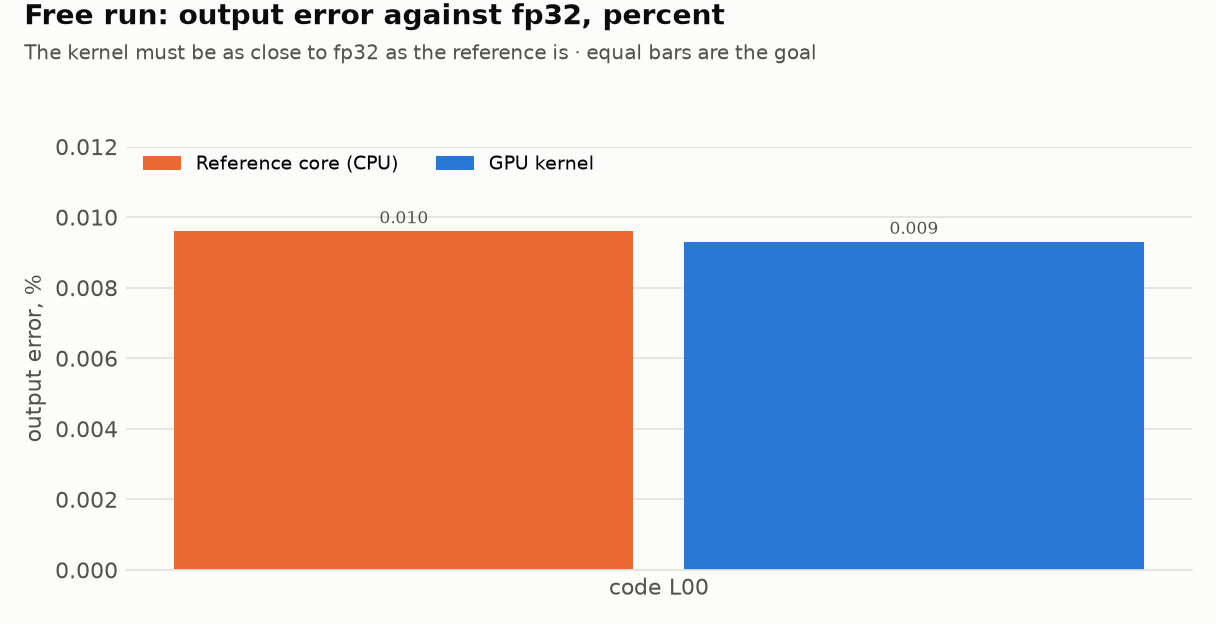 Free run: output error against fp32, percent
The kernel must be as close to fp32 as the reference is · equal bars are the goal
Reference core (CPU)
GPU kernel
output error, %
0.012
0.010
0.008
0.006
0.004
0.002
0.000
0.010
0.009
code L00